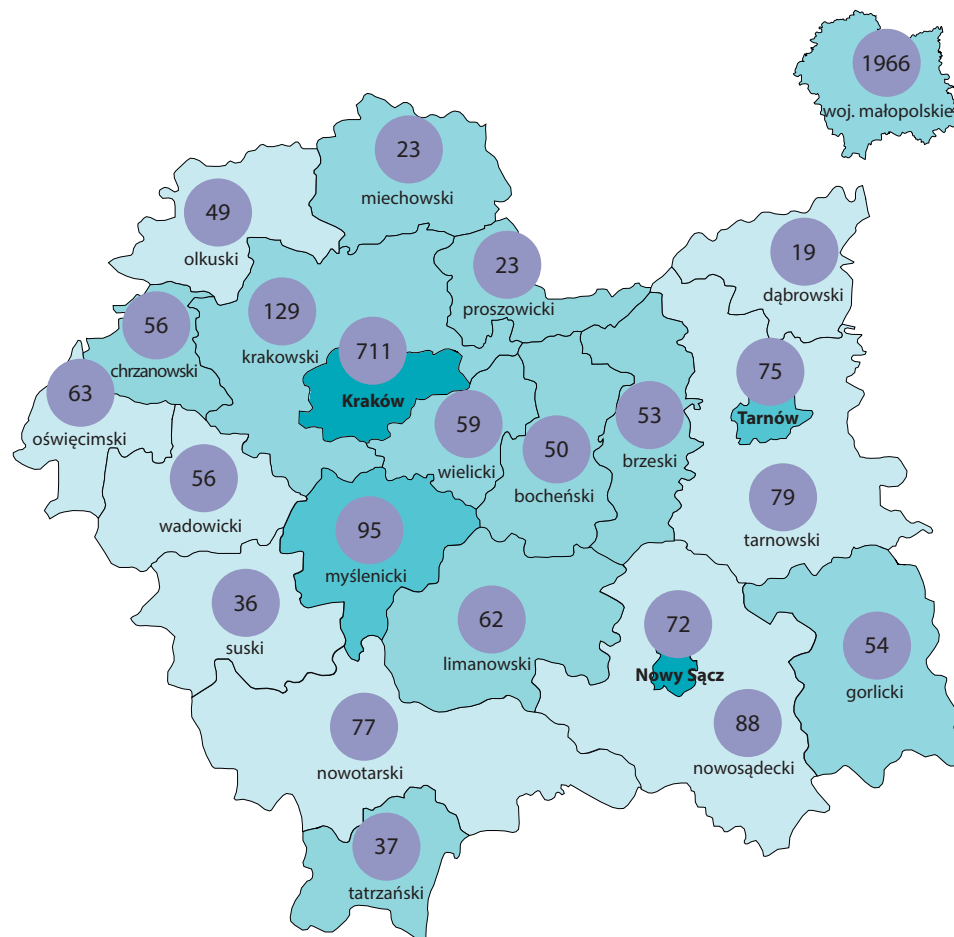 1966
woj. małopolskie
23
miechowski
49
olkuski
19
dąbrowski
23
proszowicki
129
krakowski
56
chrzanowski
711
Kraków
75
Tarnów
63
oświęcimski
59
wielicki
53
brzeski
50
bocheński
56
wadowicki
79
tarnowski
95
myślenicki
36
suski
62
limanowski
72
Nowy Sącz
54
gorlicki
77
nowotarski
88
nowosądecki
37
tatrzański